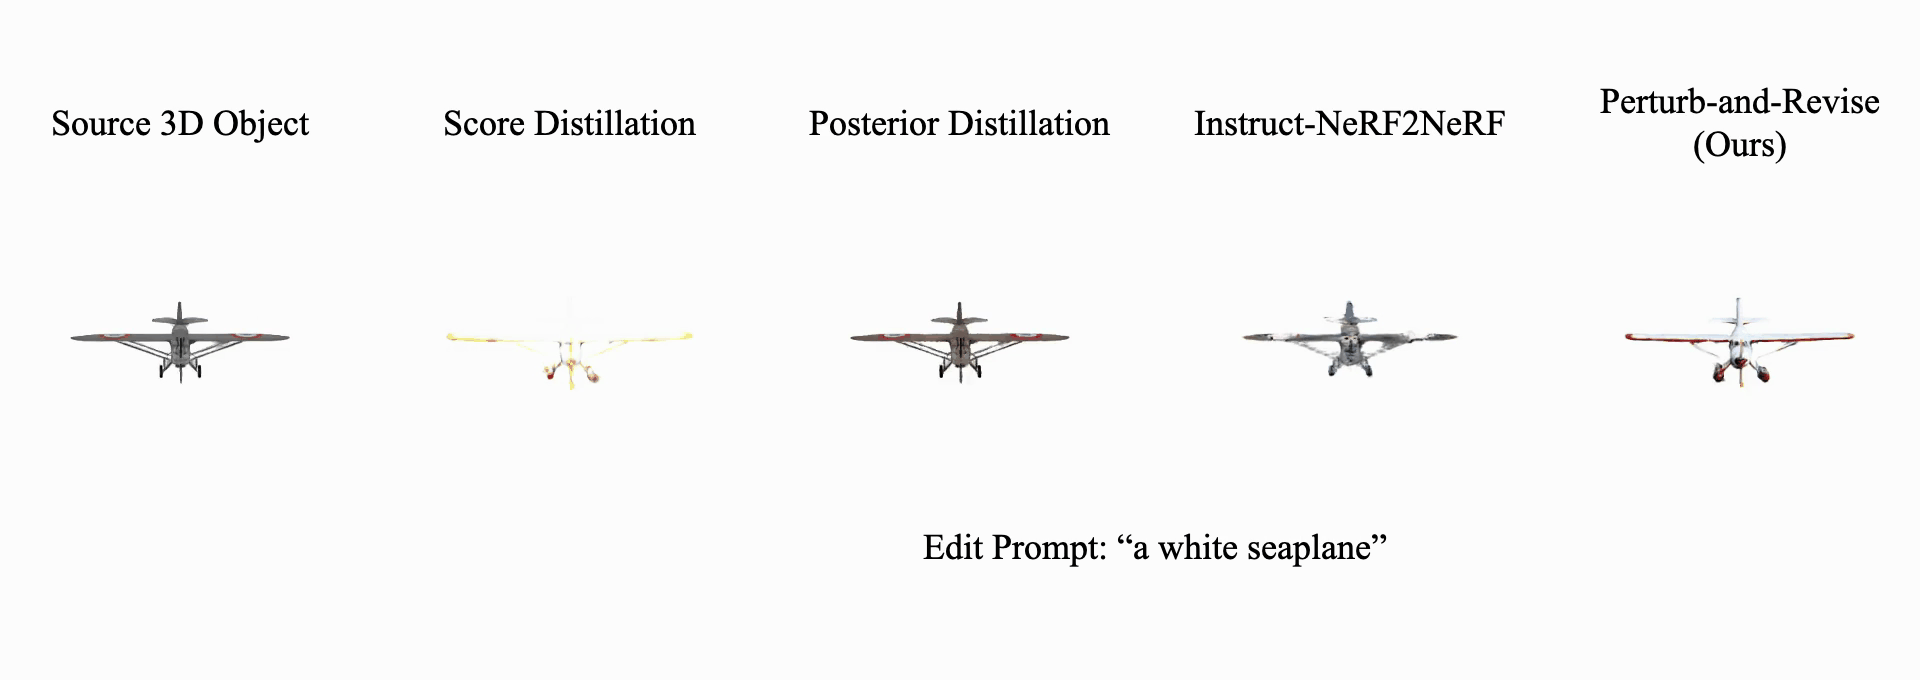 Source 3D Object
Score Distillation
Posterior Distillation
Instruct-NeRF2NeRF
Perturb-and-Revise
(Ours)
Edit Prompt: “a white seaplane”